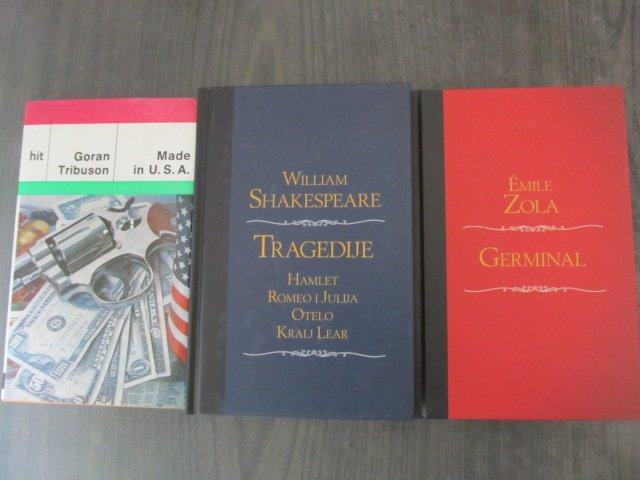 hit
Goran
Tribuson
Made
in U.S.A.
WILLIAM
SHAKESPEARE
TRAGEDIJE
HAMLET
ROMEO I JULIJA
OTELO
KRALJ LEAR
ÉMILE
ZOLA
GERMINAL